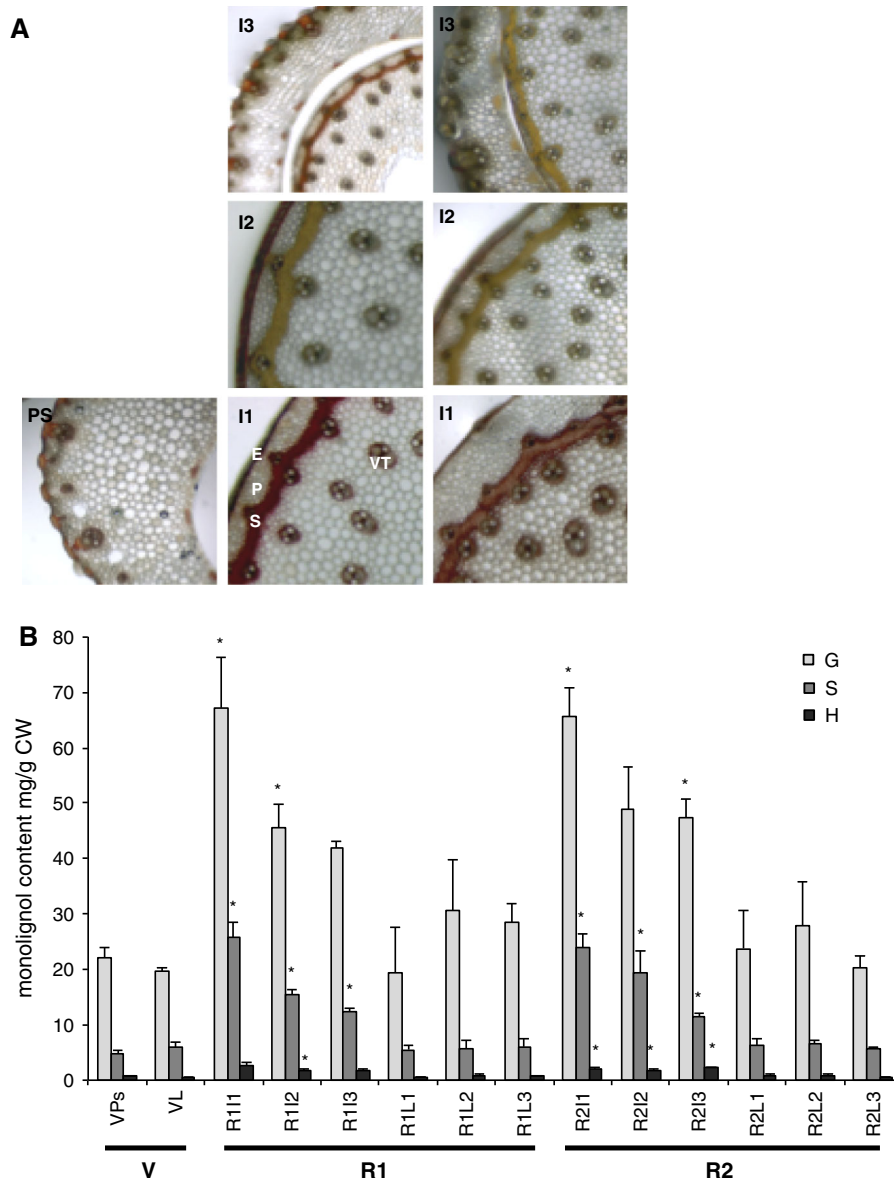 A
I3
I3
I2
I2
PS
I1
E
P
S
VT
I1
B
monolignol content mg/g CW
80
70
60
50
40
30
20
10
0
G
S
H
* * * * * * * * * * * * *
VPs
VL
R1I1
R1I2
R1I3
R1L1
R1L2
R1L3
R2I1
R2I2
R2I3
R2L1
R2L2
R2L3
V
R1
R2